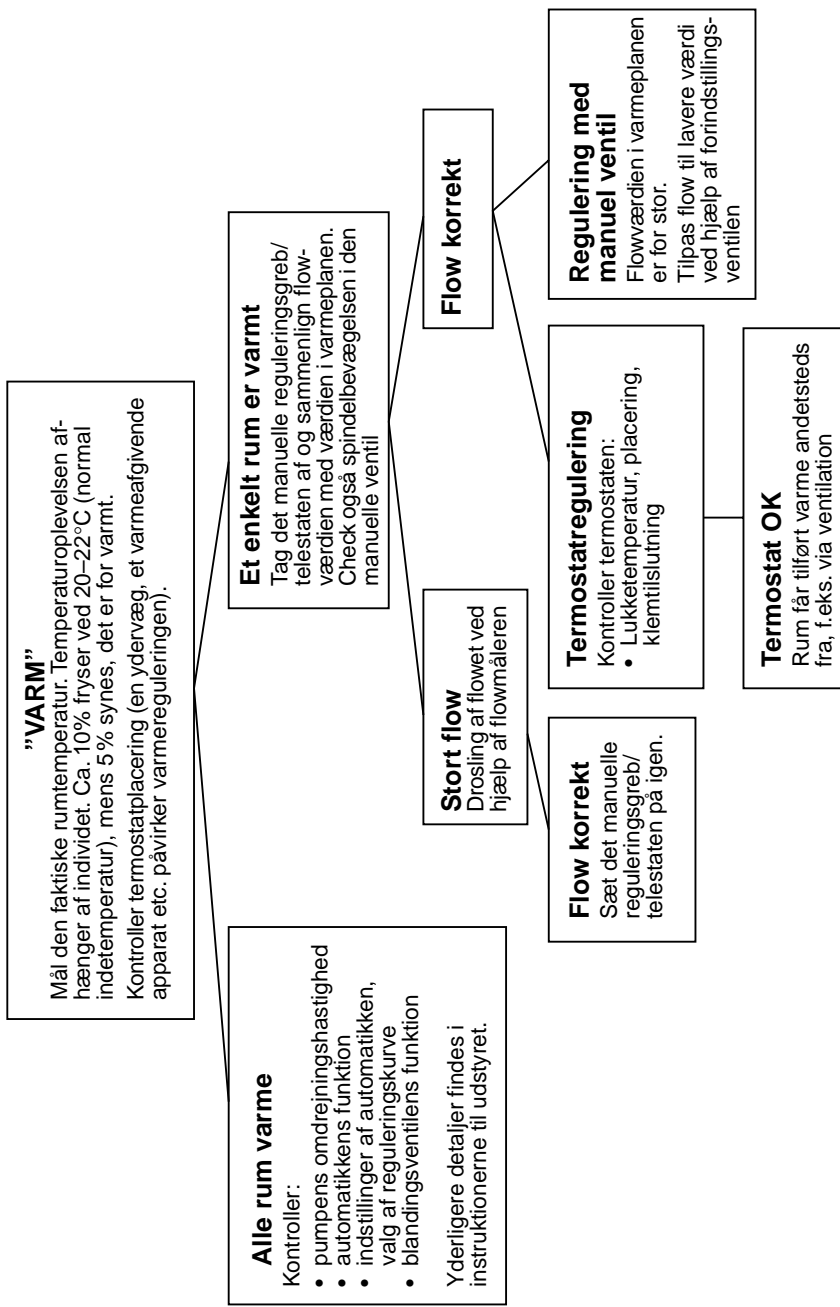 ”VARM”
Mål den faktiske rumtemperatur. Temperaturoplevelsen af-
hænger af individet. Ca. 10% fryser ved 20–22°C (normal
indetemperatur), mens 5% synes, det er for varmt.
Kontroller termostatplacering (en ydervæg, et varmeafgivende
apparat etc. påvirker varmereguleringen).
Alle rum varme
Kontroller:
• pumpens omdrejningshastighed
• automatikkens funktion
• indstillinger af automatikken,
valg af reguleringskurve
• blandingsventilens funktion
Yderligere detaljer findes i
instruktionerne til udstyret.
Et enkelt rum er varmt
Tag det manuelle reguleringsgreb/
telestaten af og sammenlign flow-
værdien med værdien i varmeplanen.
Check også spindelbevægelsen i den
manuelle ventil
Stort flow
Drosling af flowet ved
hjælp af flowmåleren
Flow korrekt
Flow korrekt
Sæt det manuelle
reguleringsgreb/
telestaten på igen.
Termostatregulering
Kontroller termostaten:
• Lukketemperatur, placering,
klemtilslutning
Regulering med
manuel ventil
Flowværdien i varmeplanen
er for stor.
Tilpas flow til lavere værdi
ved hjælp af forindstillings-
ventilen
Termostat OK
Rum får tilført varme andetsteds
fra, f.eks. via ventilation